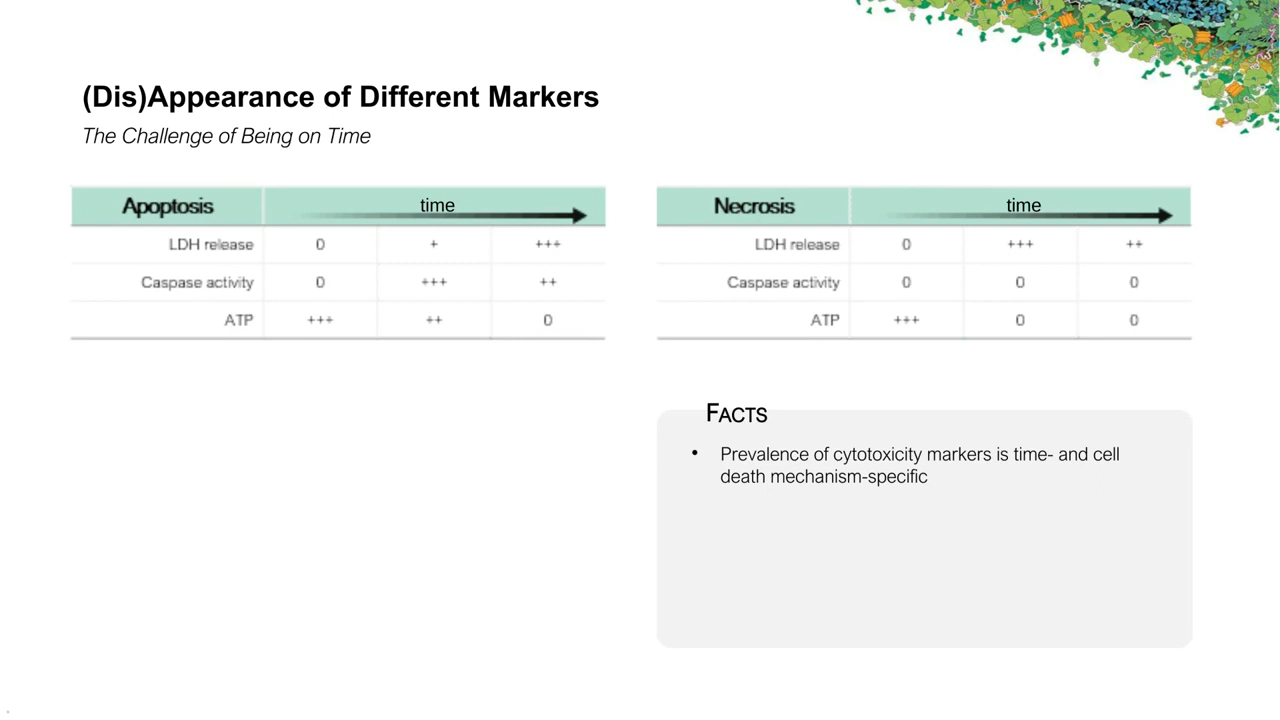 (Dis)Appearance of Different Markers
The Challenge of Being on Time
Apoptosis time
LDH release 0 + +++
Caspase activity 0 +++ ++
ATP +++ ++ 0
Necrosis time
LDH release 0 +++ ++
Caspase activity 0 0 0
ATP +++ 0 0
FACTS
• Prevalence of cytotoxicity markers is time- and cell
death mechanism-specific